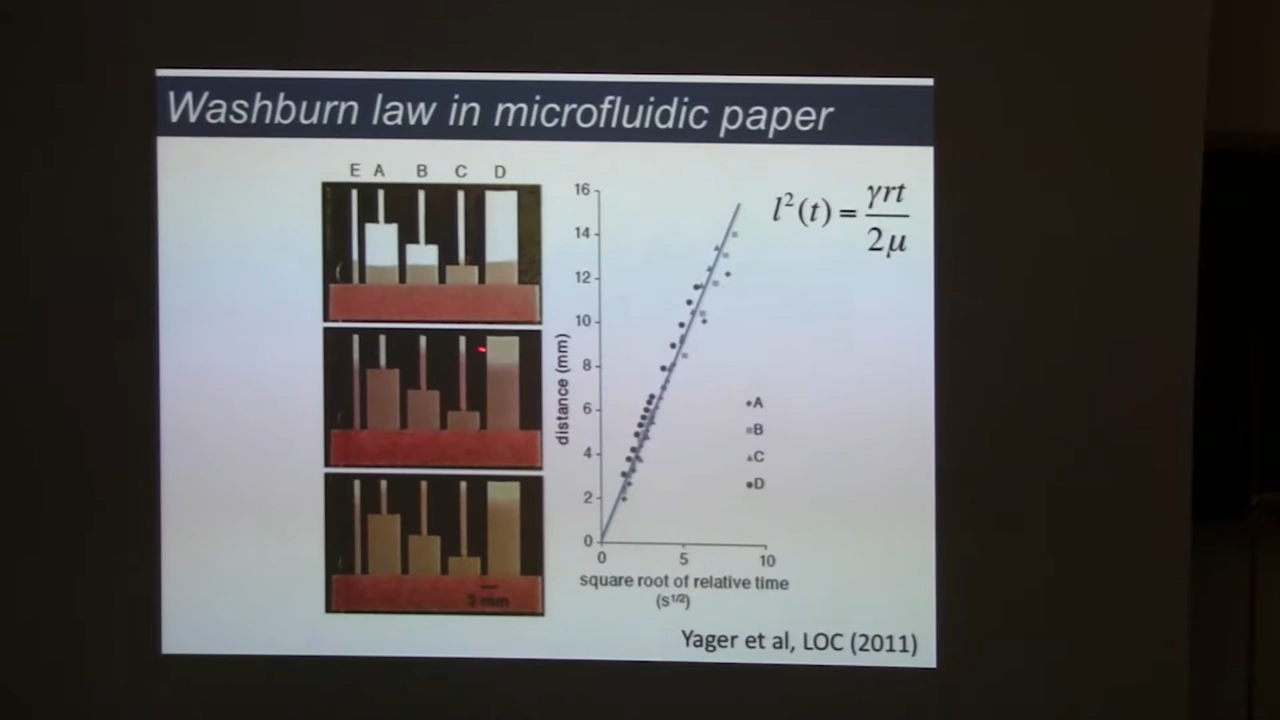 Washburn law in microfluidic paper
E A B C D
3 mm
16
14
12
10
8
6
4
2
0
distance (mm)
0 5 10
square root of relative time
(s1/2)
A
B
C
D
l²(t) = γrt / 2μ
Yager et al, LOC (2011)